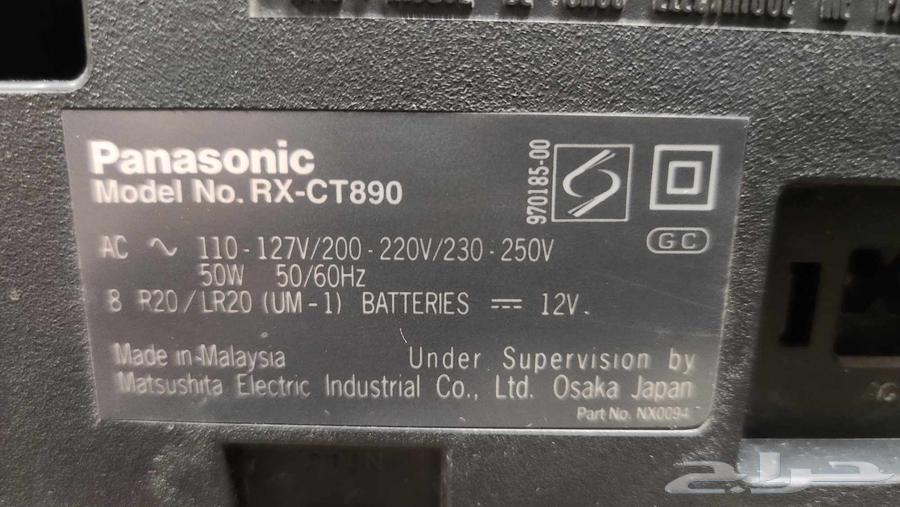 Panasonic
Model No. RX-CT890
970185-00
GC
AC ∿ 110-127V/200-220V/230-250V
50W 50/60Hz
8 R20/LR20 (UM-1) BATTERIES ⎓ 12V.
Made in Malaysia Under Supervision by
Matsushita Electric Industrial Co., Ltd. Osaka Japan
Part No. NX0094
حراج